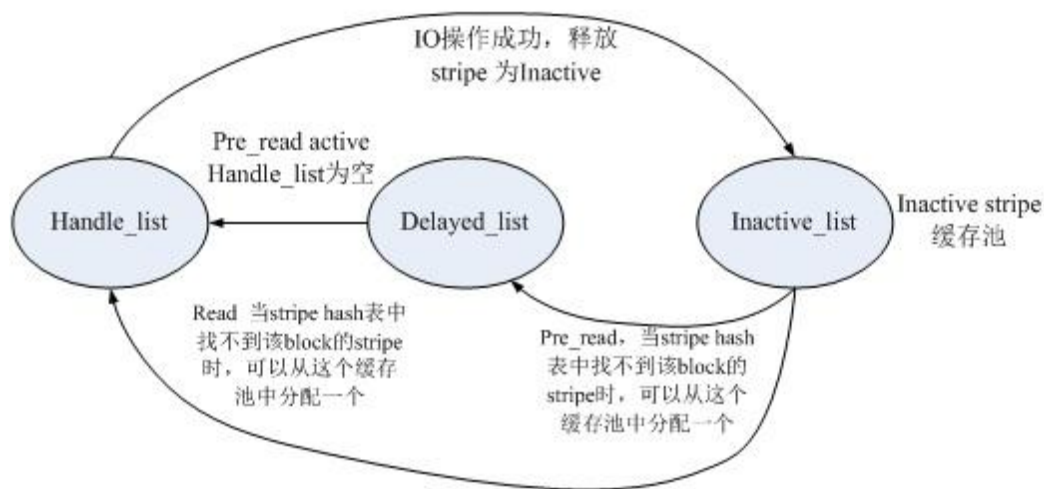 IO操作成功，释放
stripe 为Inactive
Pre_read active
Handle_list为空
Handle_list
Delayed_list
Inactive_list
Inactive stripe
缓存池
Read 当stripe hash表中
找不到该block的stripe
时，可以从这个缓存
池中分配一个
Pre_read，当stripe hash
表中找不到该block的
stripe时，可以从这个
缓存池中分配一个